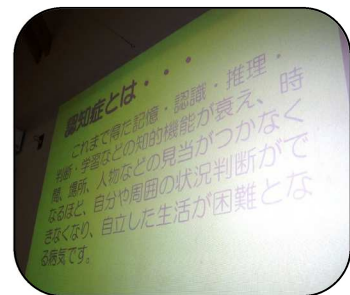 認知症とは・・・
これまで県に記憶・認識・推理・
判断・学習などの知的機能が衰え、時
間、場所、人物などの見当がつかなく
なるほど、自分や周囲の状況判断がで
きなくなり、自立した生活が困難とな
る病気です。